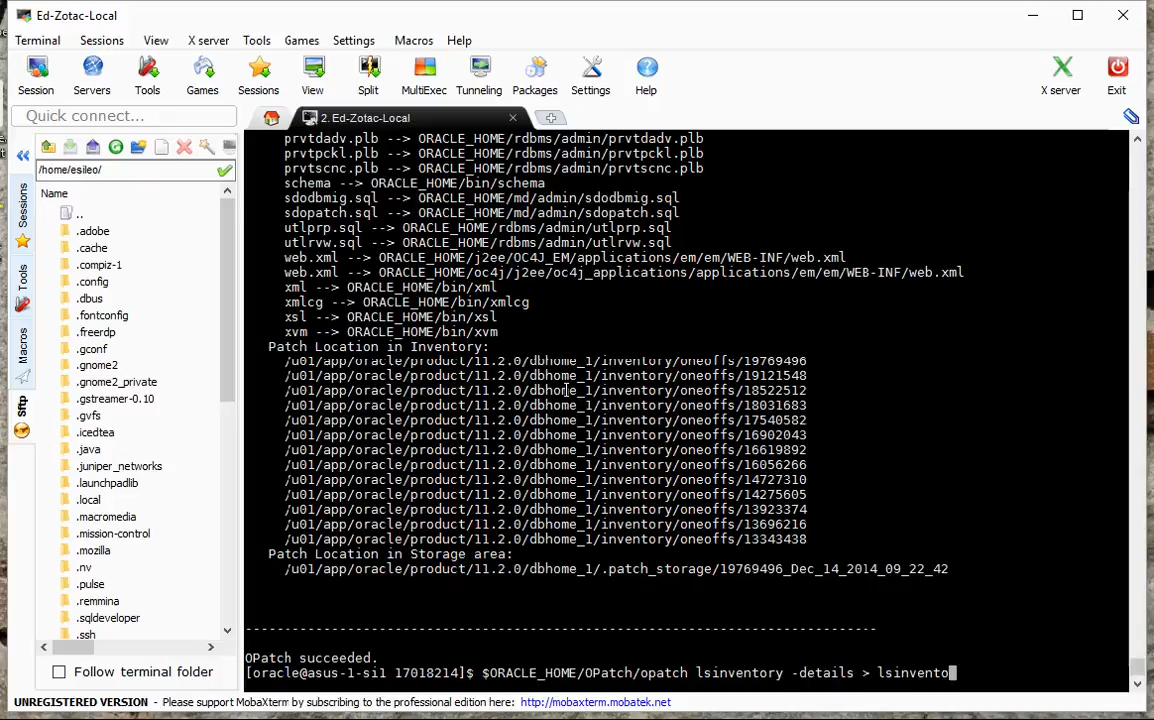 Ed-Zotac-Local
Terminal Sessions View X server Tools Games Settings Macros Help
Session Servers Tools Games Sessions View Split MultiExec Tunneling Packages Settings Help X server Exit
Quick connect...
2. Ed-Zotac-Local
/home/esileo/
Name
..
.adobe
.cache
.compiz-1
.config
.dbus
.fontconfig
.freerdp
.gconf
.gnome2
.gnome2_private
.gstreamer-0.10
.gvfs
.icedtea
.java
.juniper_networks
.launchpadlib
.local
.macromedia
.mission-control
.mozilla
.nv
.pulse
.remmina
.sqldeveloper
.ssh
Sessions
Tools
Macros
Sftp
Follow terminal folder
prvtdadv.plb --> ORACLE_HOME/rdbms/admin/prvtdadv.plb
prvtpckl.plb --> ORACLE_HOME/rdbms/admin/prvtpckl.plb
prvtscnc.plb --> ORACLE_HOME/rdbms/admin/prvtscnc.plb
schema --> ORACLE_HOME/bin/schema
sdodbmig.sql --> ORACLE_HOME/md/admin/sdodbmig.sql
sdopatch.sql --> ORACLE_HOME/md/admin/sdopatch.sql
utlprp.sql --> ORACLE_HOME/rdbms/admin/utlprp.sql
utlrvw.sql --> ORACLE_HOME/rdbms/admin/utlrvw.sql
web.xml --> ORACLE_HOME/j2ee/OC4J_EM/applications/em/em/WEB-INF/web.xml
web.xml --> ORACLE_HOME/oc4j/j2ee/oc4j_applications/applications/em/em/WEB-INF/web.xml
xml --> ORACLE_HOME/bin/xml
xmlcg --> ORACLE_HOME/bin/xmlcg
xsl --> ORACLE_HOME/bin/xsl
xvm --> ORACLE_HOME/bin/xvm
Patch Location in Inventory:
/u01/app/oracle/product/11.2.0/dbhome_1/inventory/oneoffs/19769496
/u01/app/oracle/product/11.2.0/dbhome_1/inventory/oneoffs/19121548
/u01/app/oracle/product/11.2.0/dbhome_1/inventory/oneoffs/18522512
/u01/app/oracle/product/11.2.0/dbhome_1/inventory/oneoffs/18031683
/u01/app/oracle/product/11.2.0/dbhome_1/inventory/oneoffs/17540582
/u01/app/oracle/product/11.2.0/dbhome_1/inventory/oneoffs/16902043
/u01/app/oracle/product/11.2.0/dbhome_1/inventory/oneoffs/16619892
/u01/app/oracle/product/11.2.0/dbhome_1/inventory/oneoffs/16056266
/u01/app/oracle/product/11.2.0/dbhome_1/inventory/oneoffs/14727310
/u01/app/oracle/product/11.2.0/dbhome_1/inventory/oneoffs/14275605
/u01/app/oracle/product/11.2.0/dbhome_1/inventory/oneoffs/13923374
/u01/app/oracle/product/11.2.0/dbhome_1/inventory/oneoffs/13696216
/u01/app/oracle/product/11.2.0/dbhome_1/inventory/oneoffs/13343438
Patch Location in Storage area:
/u01/app/oracle/product/11.2.0/dbhome_1/.patch_storage/19769496_Dec_14_2014_09_22_42
--------------------------------------------------------------------------------
OPatch succeeded.
[oracle@asus-1-si1 17018214]$ $ORACLE_HOME/OPatch/opatch lsinventory -details > lsinvento
UNREGISTERED VERSION - Please support MobaXterm by subscribing to the professional edition here: http://mobaxterm.mobatek.net